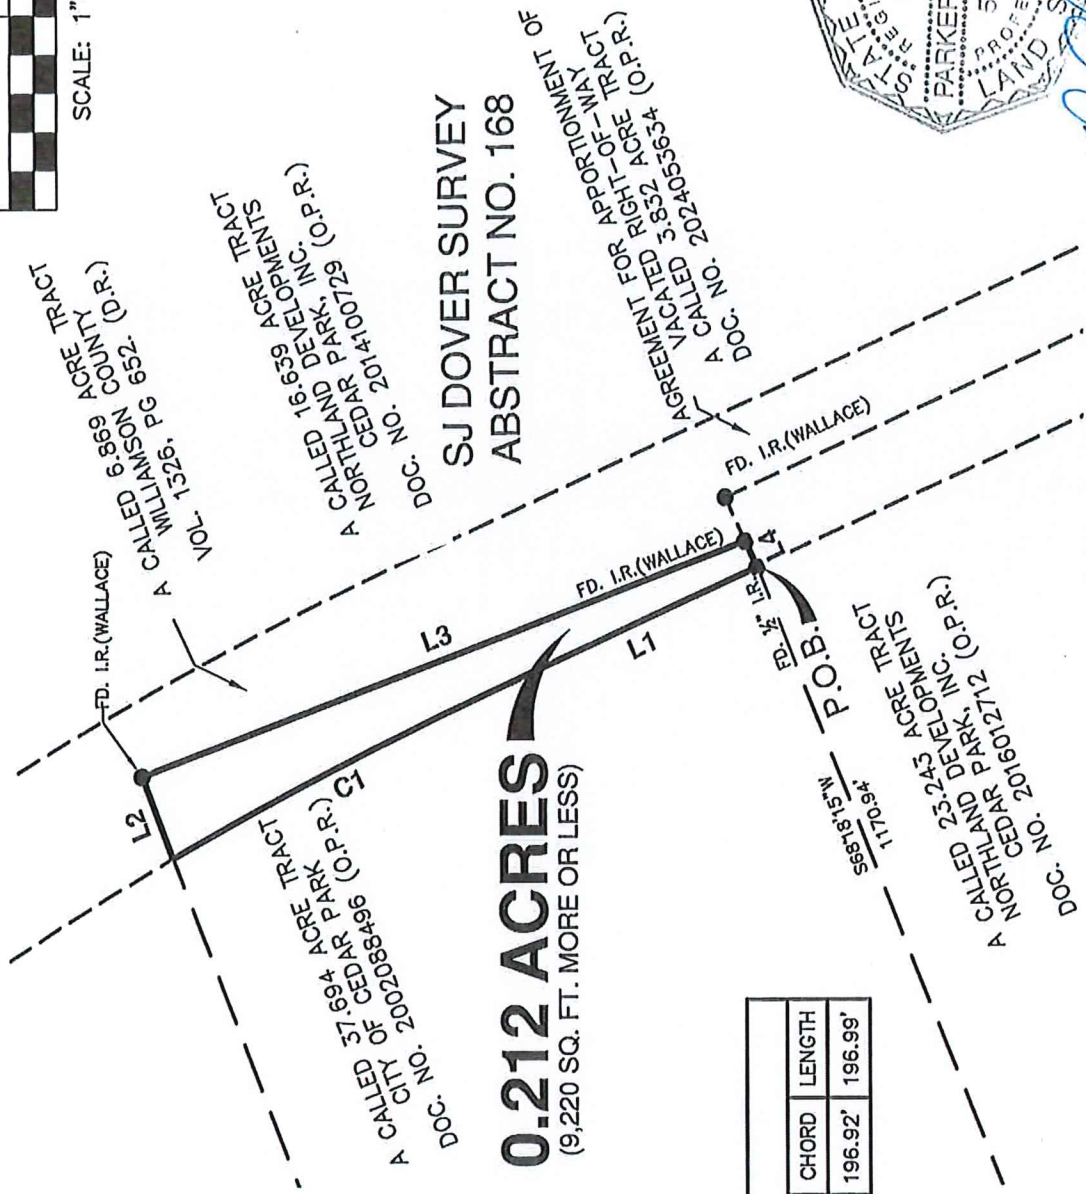 SCALE: 1"
STATE
REGI
PARKER
5
PROFE
LAND
S
A CALLED 6.869 ACRE TRACT
WILLIAMSON COUNTY
VOL. 1326, PG 652. (D.R.)
FD. I.R.(WALLACE)
A CALLED 16.639 ACRE TRACT
NORTHLAND DEVELOPMENTS
CEDAR PARK, INC.
DOC. NO. 2014100729 (O.P.R.)
SJ DOVER SURVEY
ABSTRACT NO. 168
AGREEMENT FOR APPORTIONMENT OF
VACATED RIGHT-OF-WAY
A CALLED 3.832 ACRE TRACT
DOC. NO. 2024053634 (O.P.R.)
FD. I.R.(WALLACE)
FD. I.R.(WALLACE)
L2
L3
L1
L4
C1
FD. ½" I.R.
P.O.B.
S68°18'15"W
1170.94'
A CALLED 37.694 ACRE TRACT
CITY OF CEDAR PARK
DOC. NO. 2002088496 (O.P.R.)
0.212 ACRES
(9,220 SQ. FT. MORE OR LESS)
A CALLED 23.243 ACRE TRACT
NORTHLAND DEVELOPMENTS
CEDAR PARK, INC.
DOC. NO. 2016012712 (O.P.R.)
CHORD LENGTH
196.92' 196.99'